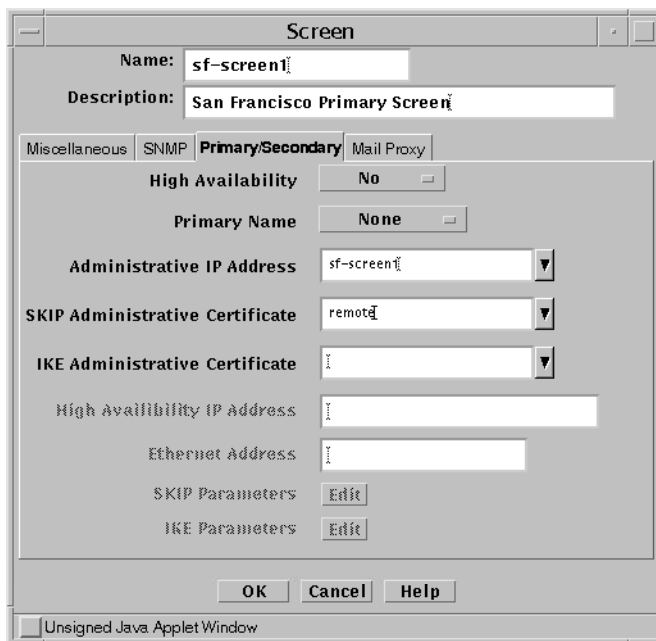 Screen
Name: sf-screen1
Description: San Francisco Primary Screen
Miscellaneous SNMP Primary/Secondary Mail Proxy
High Availability No
Primary Name None
Administrative IP Address sf-screen1
SKIP Administrative Certificate remote
IKE Administrative Certificate
High Availibility IP Address
Ethernet Address
SKIP Parameters Edit
IKE Parameters Edit
OK Cancel Help
Unsigned Java Applet Window